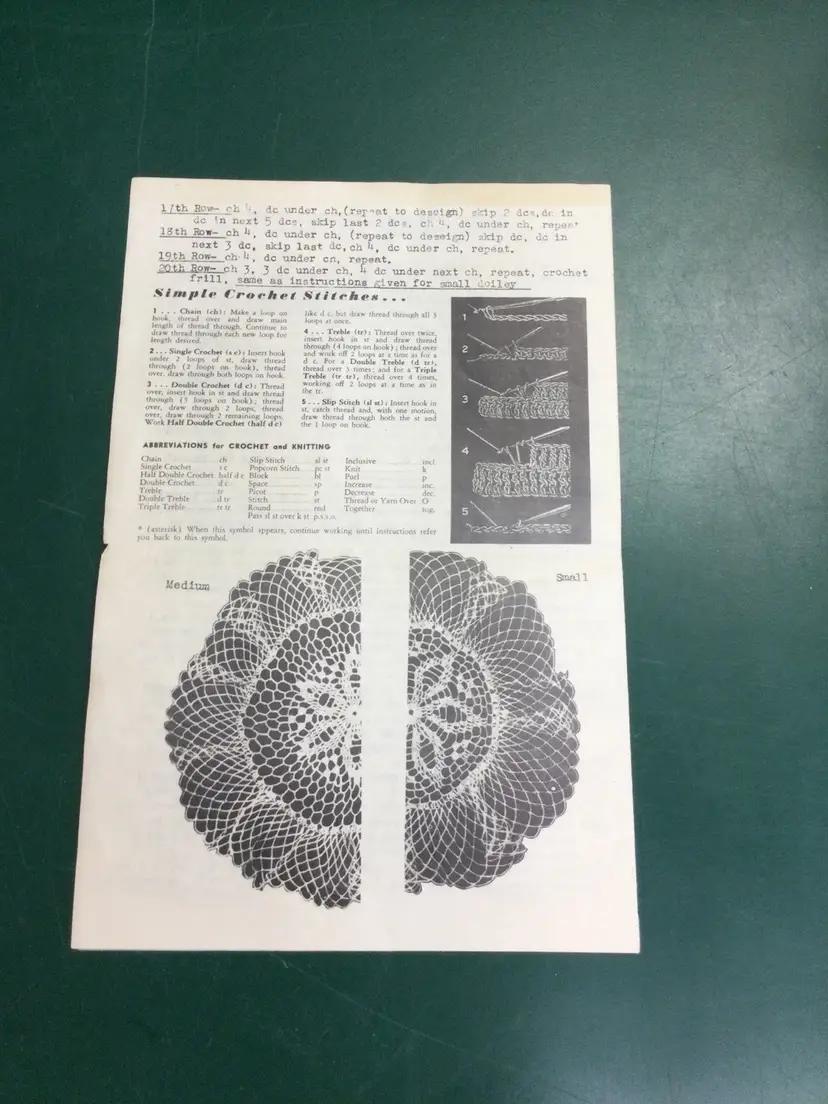 17th Row- ch 4, dc under ch,(repeat to deseign) skip 2 dcs,dc in
dc in next 5 dcs, skip last 2 dcs, ch 4, dc under ch, repeat
18th Row- ch 4, dc under ch, (repeat to deseign) skip dc, dc in
next 3 dc, skip last dc,ch 4, dc under ch, repeat.
19th Row- ch 4, dc under ch, repeat.
20th Row- ch 3, 3 dc under ch, 4 dc under next ch, repeat, crochet
frill, same as instructions given for small doiley
Simple Crochet Stitches...
1 . . . Chain (ch): Make a loop on
hook, thread over and draw main
length of thread through. Continue to
draw thread through each new loop for
length desired.
2 . . . Single Crochet (s c): Insert hook
under 2 loops of st, draw thread
through (2 loops on hook), thread
over, draw through both loops on hook.
3 . . . Double Crochet (d c): Thread
over, insert hook in st and draw thread
through (3 loops on hook); thread
over, draw through 2 loops, thread
over, draw through 2 remaining loops.
Work Half Double Crochet (half d c)
like d c, but draw thread through all 3
loops at once.
4 . . . Treble (tr): Thread over twice,
insert hook in st and draw thread
through (4 loops on hook); thread over
and work off 2 loops at a time as for a
d c. For a Double Treble (d tr),
thread over 3 times; and for a Triple
Treble (tr tr), thread over 4 times,
working off 2 loops at a time as in
the tr.
5 . . . Slip Stitch (sl st): Insert hook in
st, catch thread and, with one motion,
draw thread through both the st and
the 1 loop on hook.
1
2
3
4
5
ABBREVIATIONS for CROCHET and KNITTING
Chain ch
Single Crochet s c
Half Double Crochet half d c
Double Crochet d c
Treble tr
Double Treble d tr
Triple Treble tr tr
Slip Stitch sl st
Popcorn Stitch pc st
Block bl
Space sp
Picot p
Stitch st
Round rnd
Pass sl st over k st p.s.s.o.
Inclusive incl.
Knit k
Purl p
Increase inc.
Decrease dec.
Thread or Yarn Over O
Together tog.
* (asterisk) When this symbol appears, continue working until instructions refer
you back to this symbol.
Medium
Small